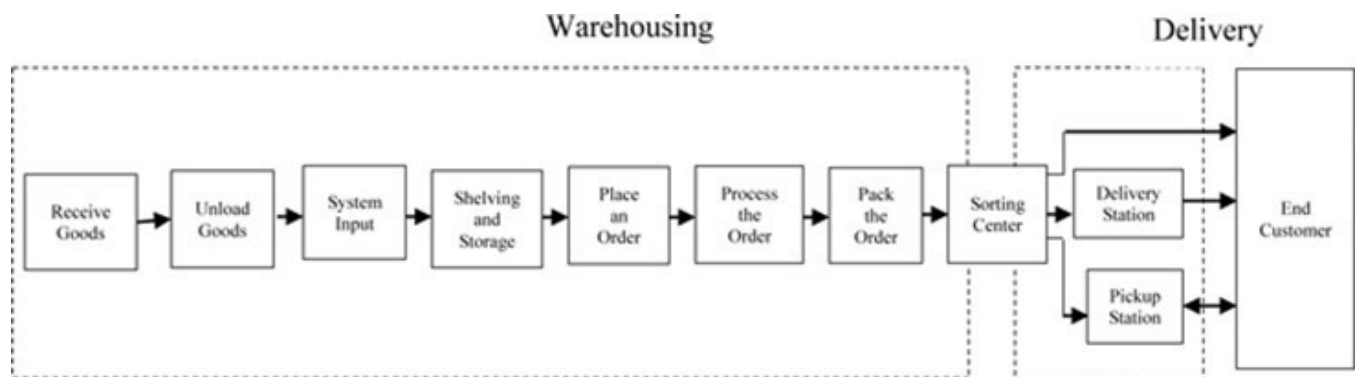 Warehousing
Delivery
Receive
Goods
Unload
Goods
System
Input
Shelving
and
Storage
Place
an
Order
Process
the
Order
Pack
the
Order
Sorting
Center
Delivery
Station
Pickup
Station
End
Customer